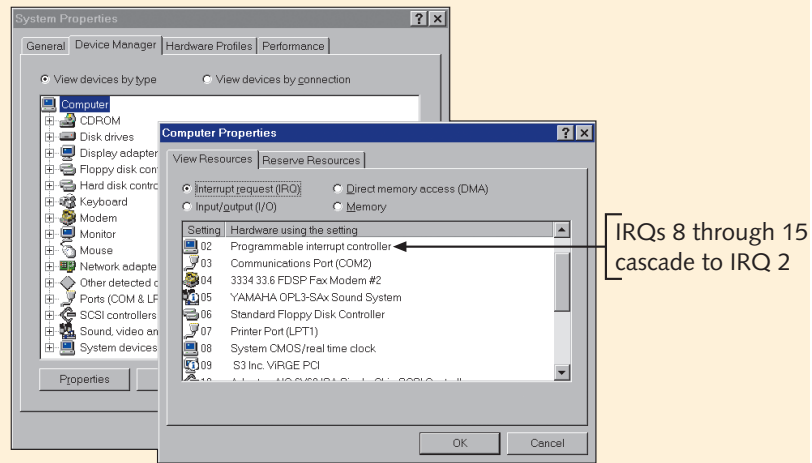 System Properties
General Device Manager Hardware Profiles Performance
View devices by type View devices by connection
Computer
CDROM
Disk drives
Display adapter
Floppy disk con
Hard disk contro
Keyboard
Modem
Monitor
Mouse
Network adapte
Other detected d
Ports (COM & LP
SCSI controllers
Sound, video an
System devices
Properties
Computer Properties
View Resources Reserve Resources
Interrupt request (IRQ) Direct memory access (DMA)
Input/output (I/O) Memory
Setting Hardware using the setting
02 Programmable interrupt controller
03 Communications Port (COM2)
04 3334 33.6 FDSP Fax Modem #2
05 YAMAHA OPL3-SAx Sound System
06 Standard Floppy Disk Controller
07 Printer Port (LPT1)
08 System CMOS/real time clock
09 S3 Inc. ViRGE PCI
OK Cancel
IRQs 8 through 15
cascade to IRQ 2